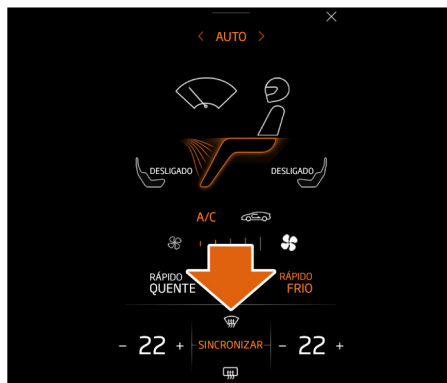 AUTO
DESLIGADO
DESLIGADO
A/C
RÁPIDO
QUENTE
RÁPIDO
FRIO
- 22 + SINCRONIZAR - 22 +